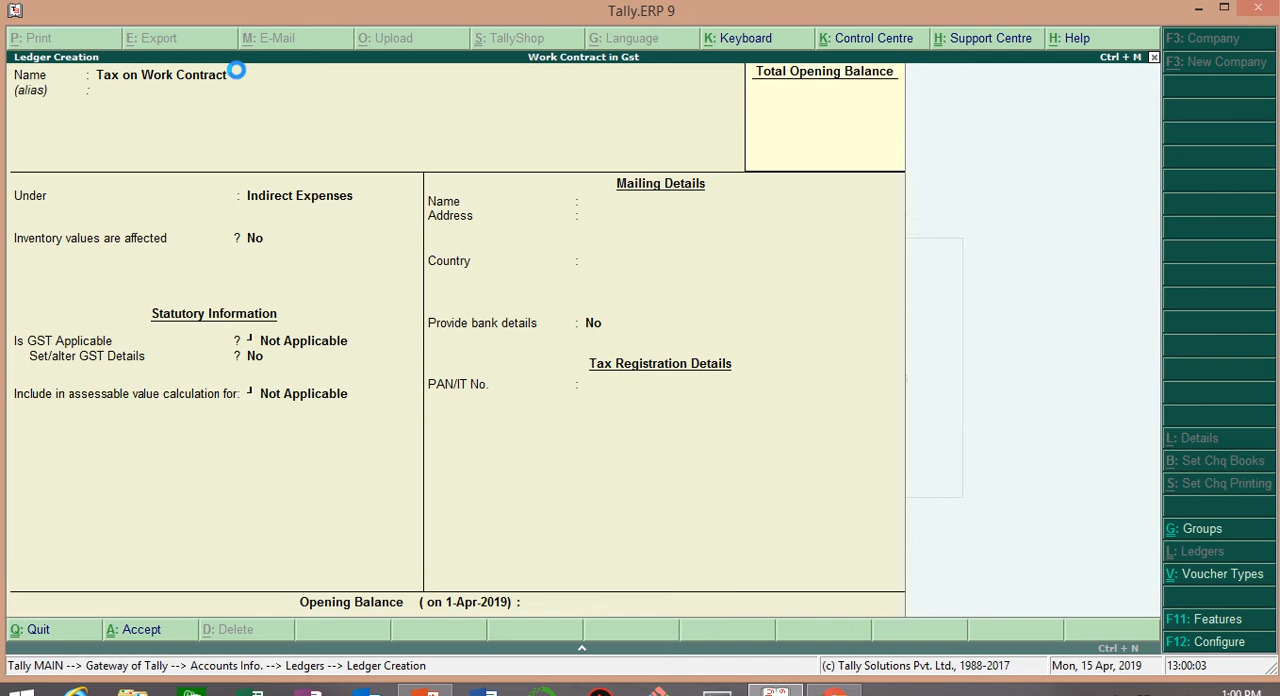 Tally.ERP 9
P: Print E: Export M: E-Mail O: Upload S: TallyShop G: Language K: Keyboard K: Control Centre H: Support Centre H: Help
F3: Company
F3: New Company
Ledger Creation Work Contract in Gst Ctrl + M
Name : Tax on Work Contract
(alias) :
Total Opening Balance
Under : Indirect Expenses
Inventory values are affected ? No
Statutory Information
Is GST Applicable ? Not Applicable
Set/alter GST Details ? No
Include in assessable value calculation for: Not Applicable
Mailing Details
Name :
Address :
Country :
Provide bank details : No
Tax Registration Details
PAN/IT No. :
Opening Balance ( on 1-Apr-2019) :
L: Details
B: Set Chq Books
S: Set Chq Printing
G: Groups
L: Ledgers
V: Voucher Types
F11: Features
F12: Configure
Q: Quit A: Accept D: Delete
Ctrl + N
Tally MAIN --> Gateway of Tally --> Accounts Info. --> Ledgers --> Ledger Creation (c) Tally Solutions Pvt. Ltd., 1988-2017 Mon, 15 Apr, 2019 13:00:03
1:00 PM